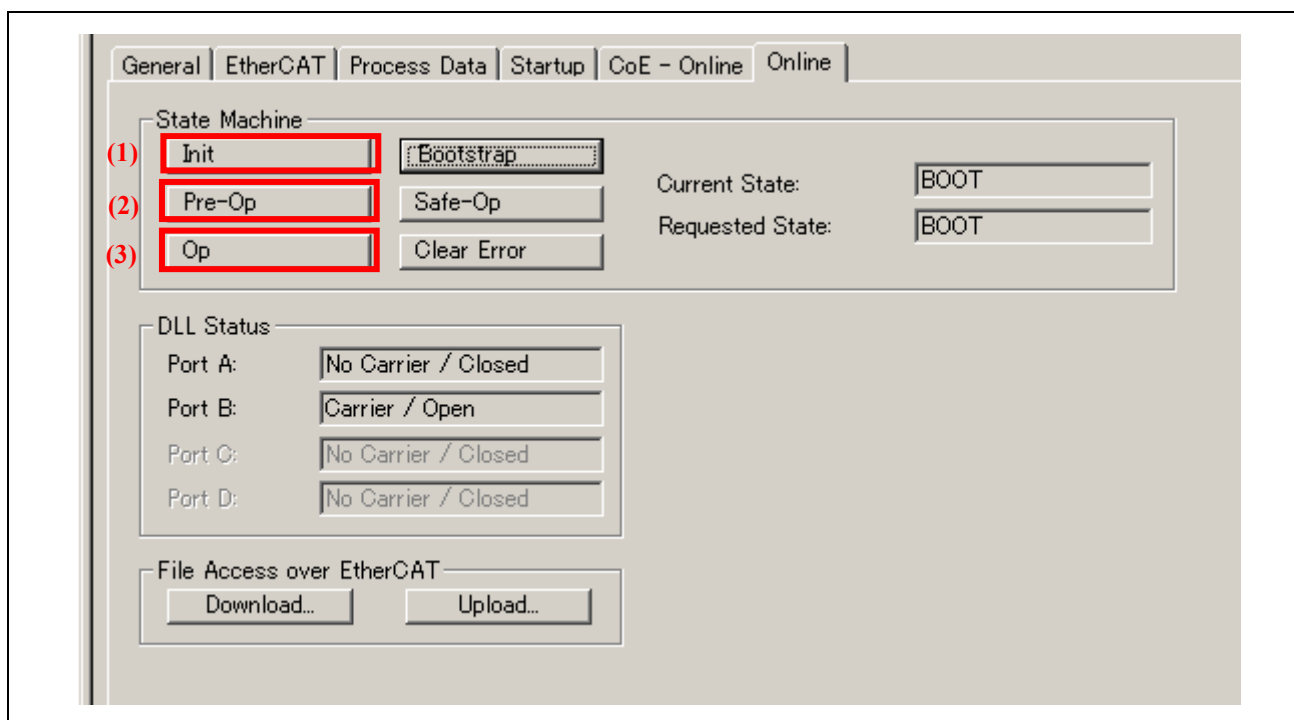 General EtherCAT Process Data Startup CoE - Online Online
State Machine
(1) Init Bootstrap
Current State: BOOT
(2) Pre-Op Safe-Op
Requested State: BOOT
(3) Op Clear Error
DLL Status
Port A: No Carrier / Closed
Port B: Carrier / Open
Port C: No Carrier / Closed
Port D: No Carrier / Closed
File Access over EtherCAT
Download... Upload...